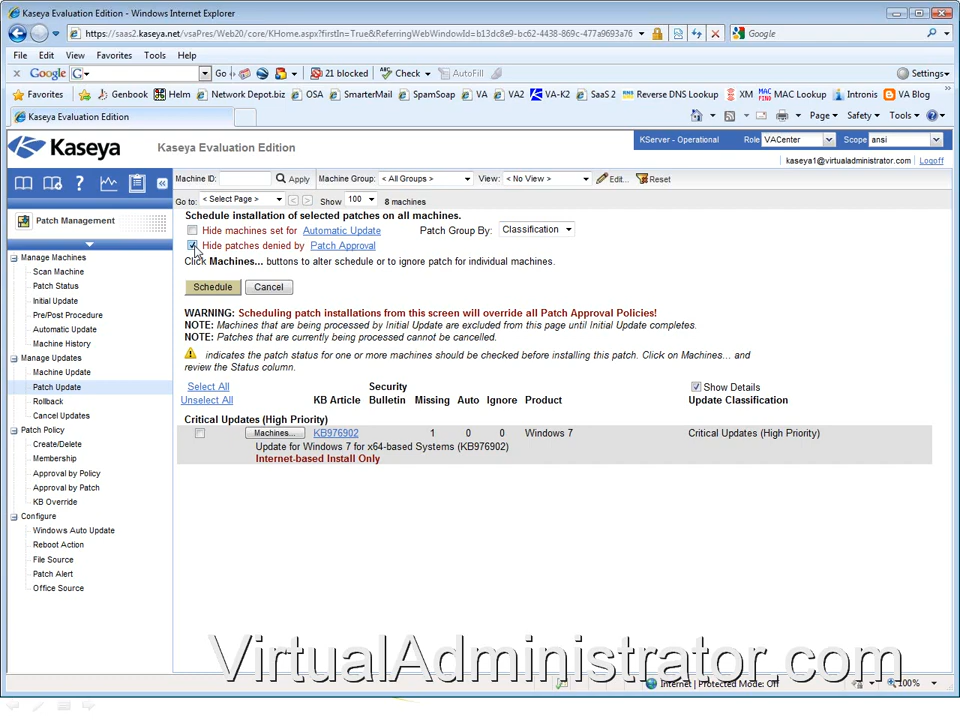 Kaseya Evaluation Edition - Windows Internet Explorer
https://saas2.kaseya.net/vsaPres/Web20/core/KHome.aspx?firstIn=True&ReferringWebWindowId=b13dc8e9-bc62-4438-869c-477a9693a76
Google
File Edit View Favorites Tools Help
Google Go 21 blocked Check AutoFill Settings
Favorites Genbook Helm Network Depot.biz OSA SmarterMail SpamSoap VA VA2 VA-K2 SaaS 2 Reverse DNS Lookup XM MAC Lookup Intronis VA Blog
Kaseya Evaluation Edition
Page Safety Tools
Kaseya
Kaseya Evaluation Edition
KServer - Operational Role VACenter Scope ansi
kaseya1@virtualadministrator.com Logoff
Machine ID: Apply Machine Group: < All Groups > View: < No View > Edit... Reset
Go to: < Select Page > < > Show 100 8 machines
Patch Management
Manage Machines
Scan Machine
Patch Status
Initial Update
Pre/Post Procedure
Automatic Update
Machine History
Manage Updates
Machine Update
Patch Update
Rollback
Cancel Updates
Patch Policy
Create/Delete
Membership
Approval by Policy
Approval by Patch
KB Override
Configure
Windows Auto Update
Reboot Action
File Source
Patch Alert
Office Source
Schedule installation of selected patches on all machines.
Hide machines set for Automatic Update Patch Group By: Classification
Hide patches denied by Patch Approval
Click Machines... buttons to alter schedule or to ignore patch for individual machines.
Schedule Cancel
WARNING: Scheduling patch installations from this screen will override all Patch Approval Policies!
NOTE: Machines that are being processed by Initial Update are excluded from this page until Initial Update completes.
NOTE: Patches that are currently being processed cannot be cancelled.
indicates the patch status for one or more machines should be checked before installing this patch. Click on Machines... and
review the Status column.
Select All Security Show Details
Unselect All KB Article Bulletin Missing Auto Ignore Product Update Classification
Critical Updates (High Priority)
Machines... KB976902 1 0 0 Windows 7 Critical Updates (High Priority)
Update for Windows 7 for x64-based Systems (KB976902)
Internet-based Install Only
VirtualAdministrator.com
Internet | Protected Mode: Off 100%